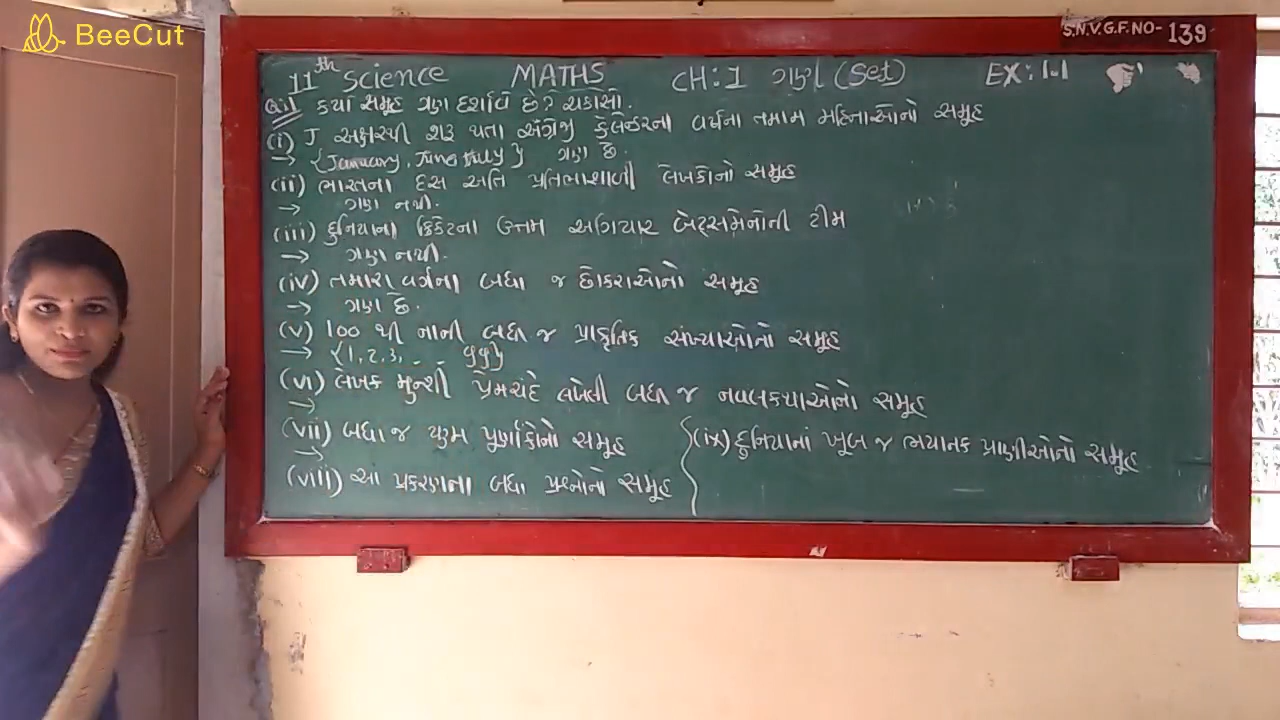 BeeCut
S.N.V.G.F.NO-139
11th Science MATHS CH:1 ગણ (Set) EX:1.1
Q:1 કયા સમૂહ ગણ દર્શાવે છે? ચકાસો.
(i) J અક્ષરથી શરૂ થતા અંગ્રેજી કેલેન્ડરના વર્ષના તમામ મહિનાઓનો સમૂહ
→ {January, June, July} ગણ છે.
(ii) ભારતના દસ અતિ પ્રતિભાશાળી લેખકોનો સમૂહ
→ ગણ નથી.
(iii) દુનિયાના ક્રિકેટના ઉત્તમ અગિયાર બેટ્સમેનોની ટીમ
→ ગણ નથી.
(iv) તમારા વર્ગના બધા જ છોકરાઓનો સમૂહ
→ ગણ છે.
(v) 100 થી નાની બધી જ પ્રાકૃતિક સંખ્યાઓનો સમૂહ
→ {1, 2, 3, - - - ૯૯}
(vi) લેખક મુન્શી પ્રેમચંદે લખેલી બધી જ નવલકથાઓનો સમૂહ
→
(vii) બધા જ યુગ્મ પૂર્ણાંકોનો સમૂહ
→
(viii) આ પ્રકરણના બધા પ્રશ્નોનો સમૂહ
(ix) દુનિયાનાં ખૂબ જ ભયાનક પ્રાણીઓનો સમૂહ